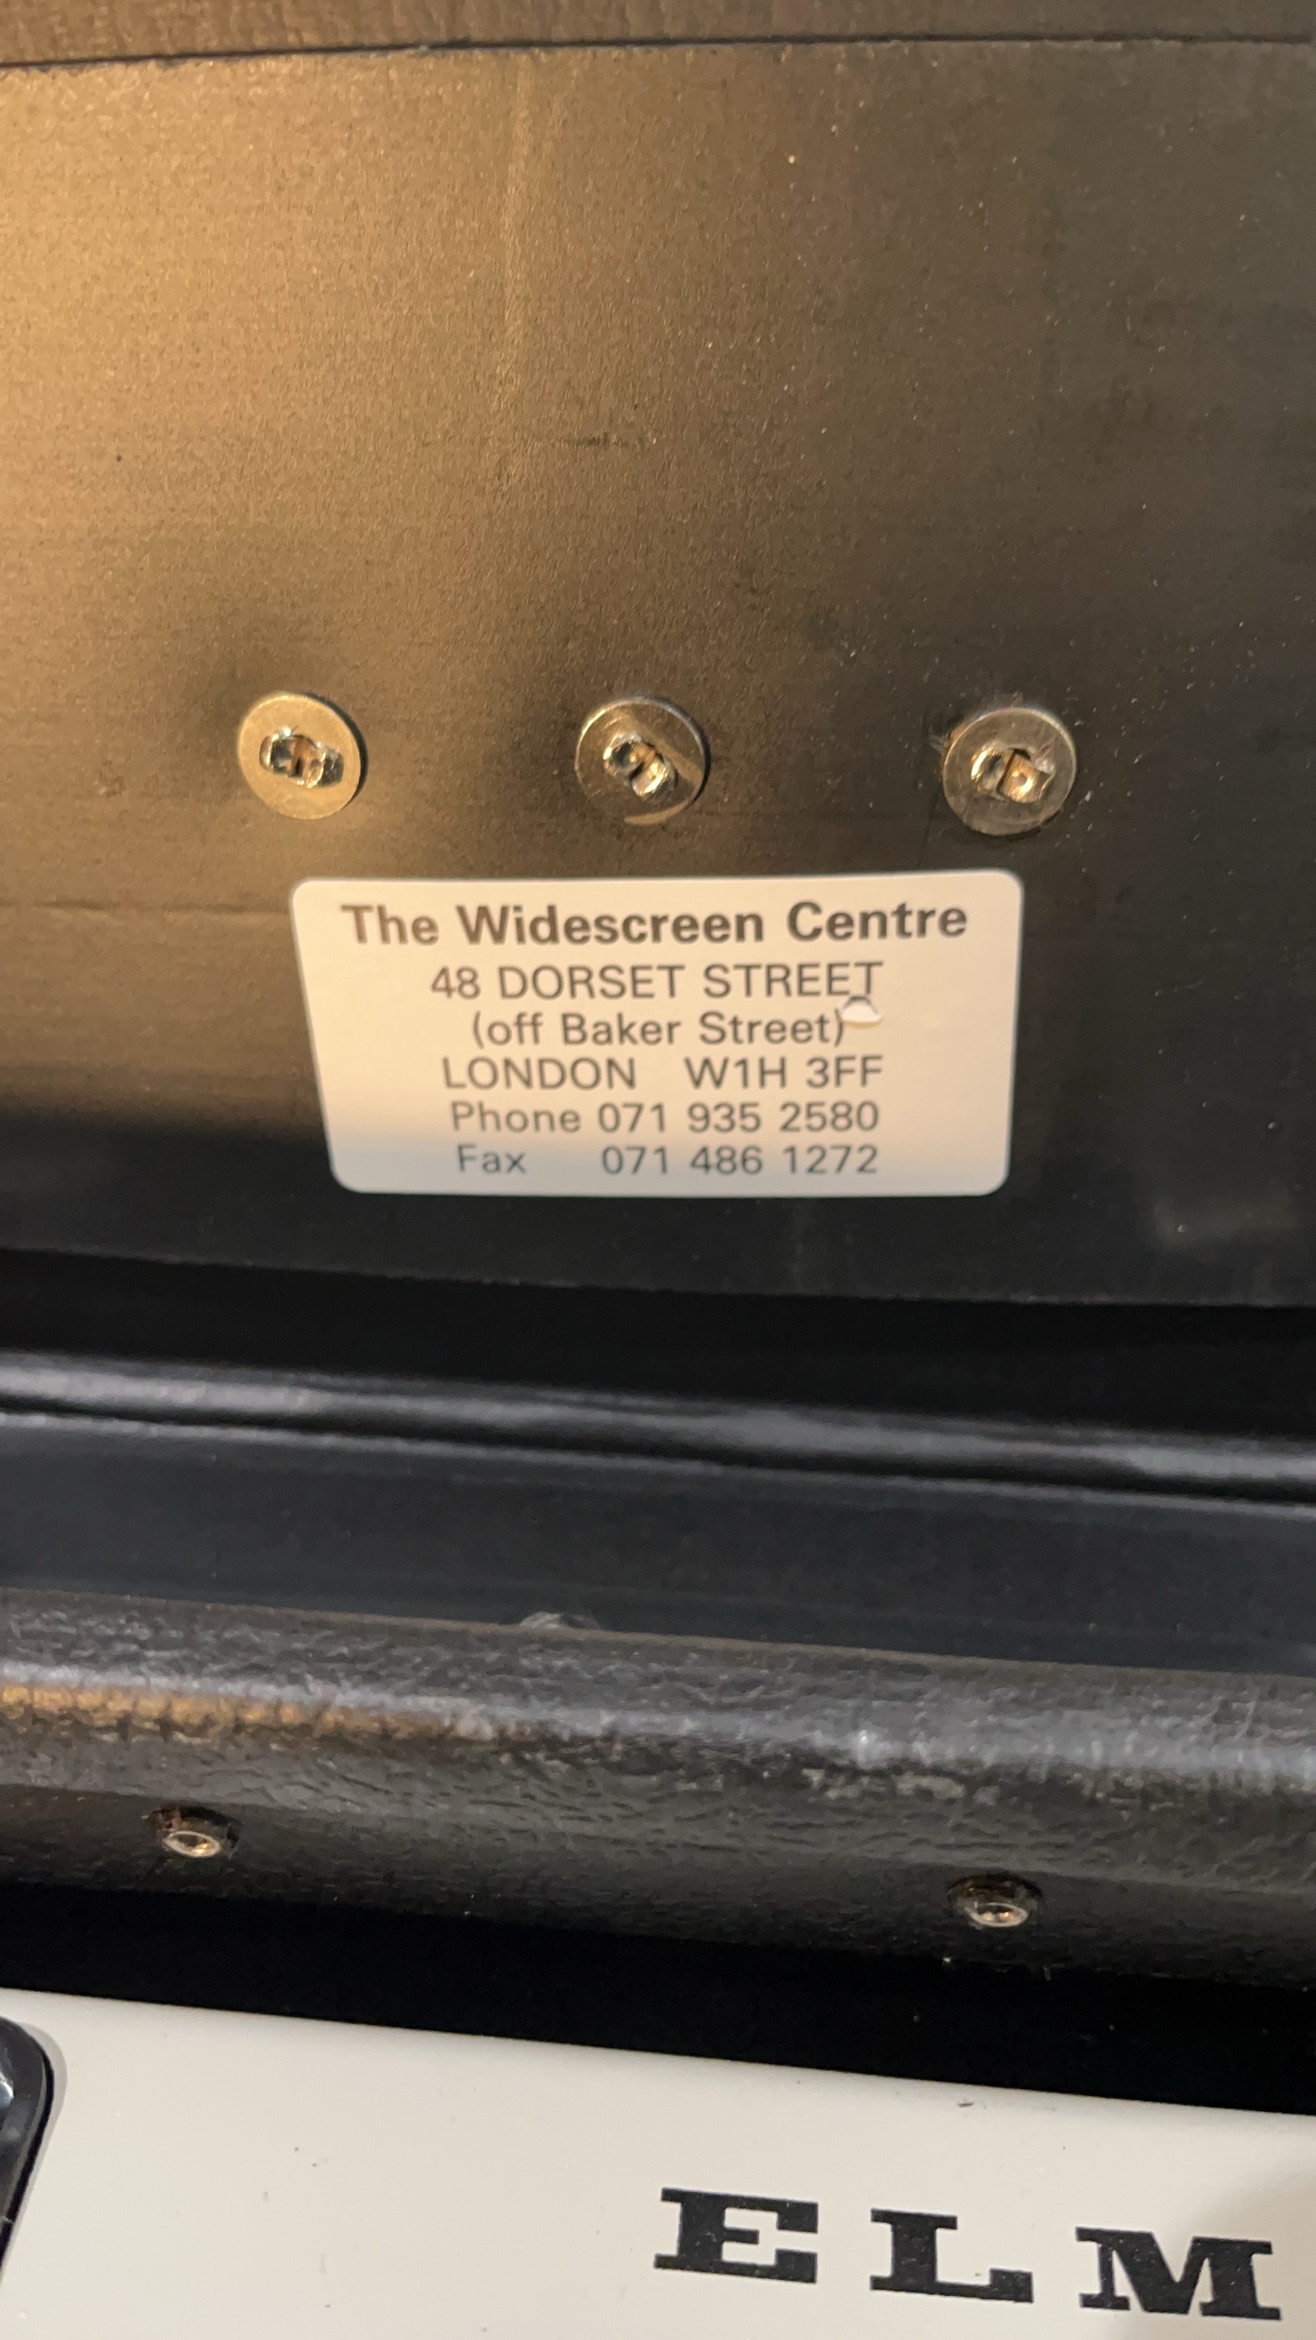 The Widescreen Centre
48 DORSET STREET
(off Baker Street)
LONDON W1H 3FF
Phone 071 935 2580
Fax 071 486 1272
ELM